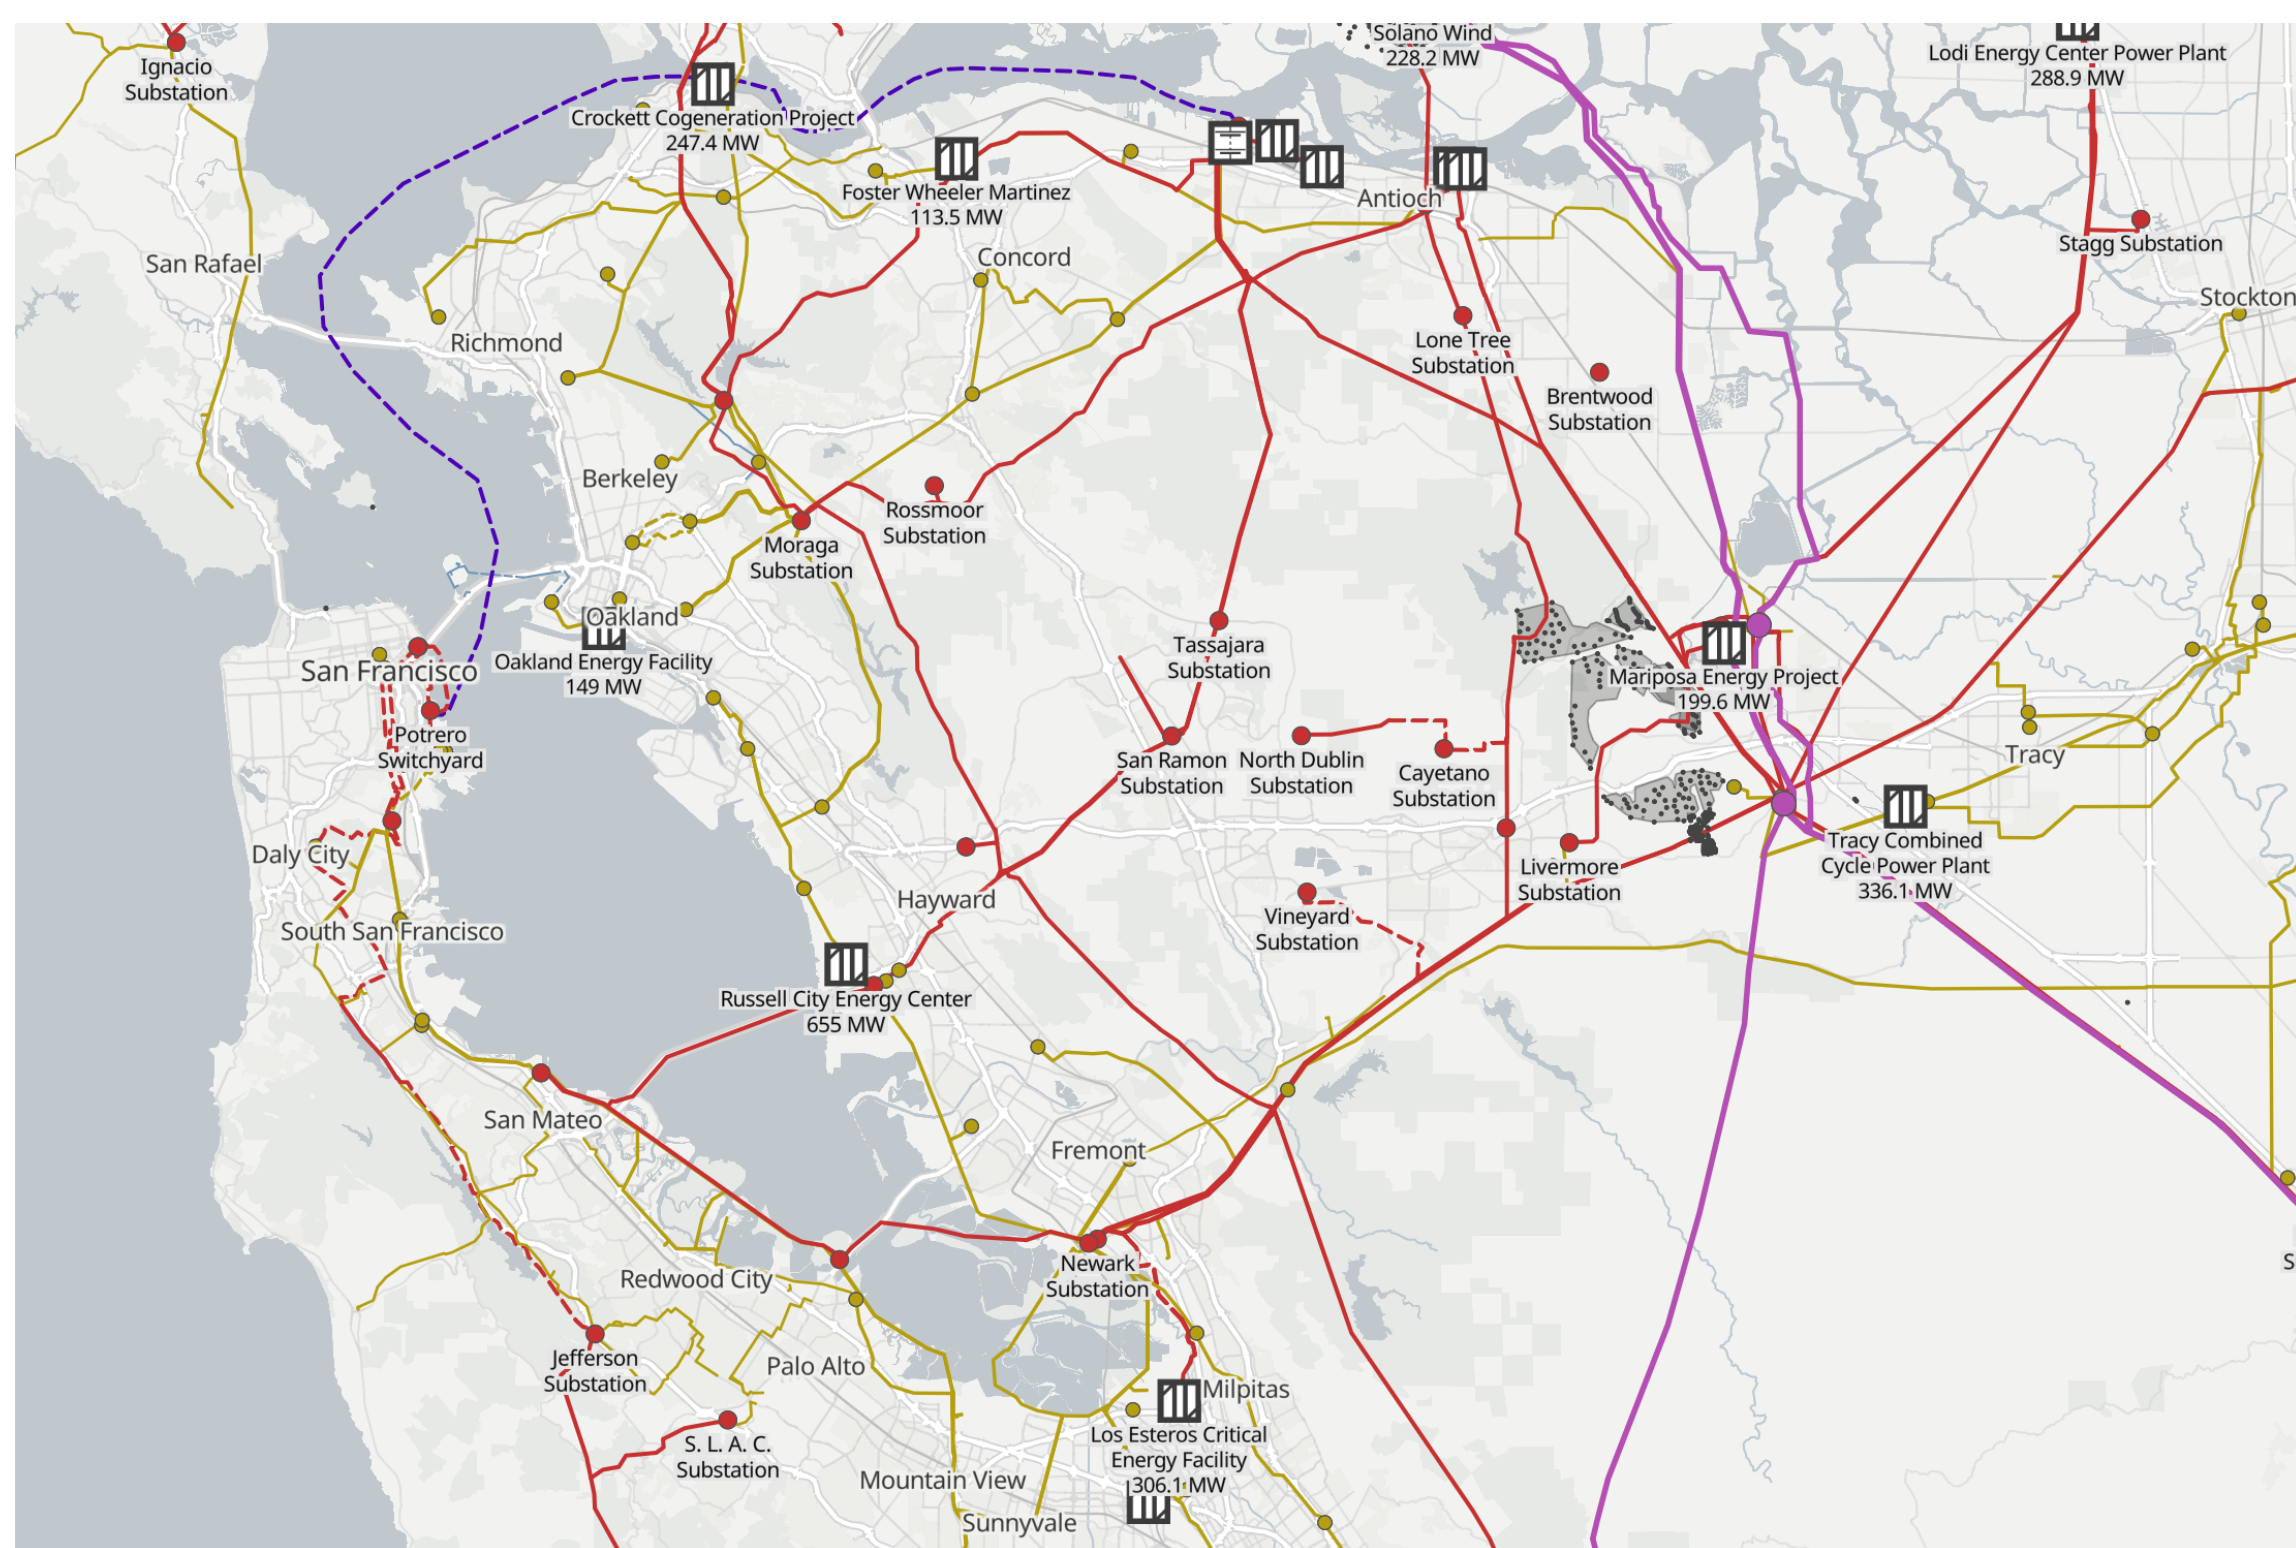 Solano Wind
228.2 MW
Lodi Energy Center Power Plant
288.9 MW
Ignacio
Substation
Crockett Cogeneration Project
247.4 MW
Foster Wheeler Martinez
113.5 MW
Antioch
Stagg Substation
San Rafael
Concord
Stockton
Richmond
Lone Tree
Substation
Brentwood
Substation
Berkeley
Rossmoor
Substation
Moraga
Substation
Oakland
Oakland Energy Facility
149 MW
San Francisco
Tassajara
Substation
Mariposa Energy Project
199.6 MW
Potrero
Switchyard
San Ramon
Substation
North Dublin
Substation
Cayetano
Substation
Tracy
Tracy Combined
Cycle Power Plant
336.1 MW
Daly City
Livermore
Substation
Hayward
Vineyard
Substation
South San Francisco
Russell City Energy Center
655 MW
San Mateo
Fremont
Newark
Substation
S
Redwood City
Jefferson
Substation
Palo Alto
Milpitas
S. L. A. C.
Substation
Los Esteros Critical
Energy Facility
306.1 MW
Mountain View
Sunnyvale